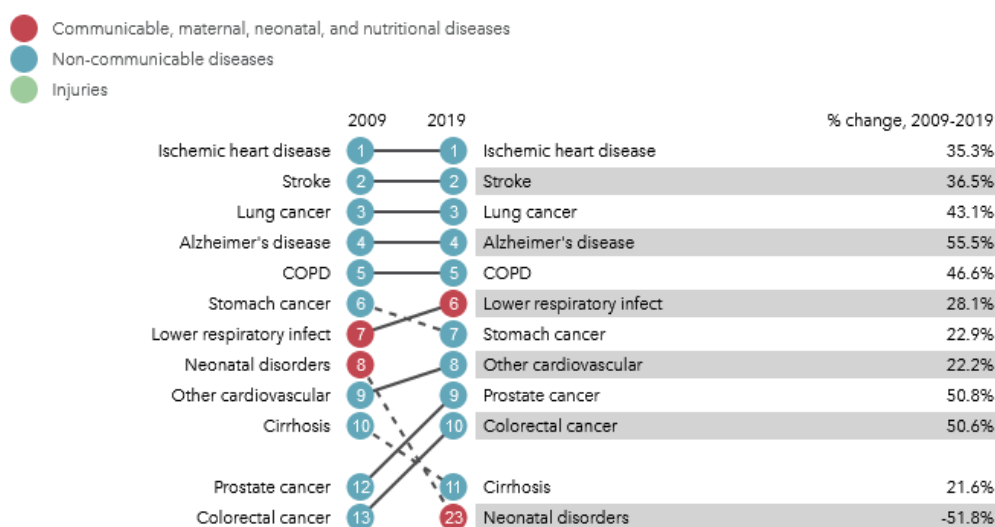 Communicable, maternal, neonatal, and nutritional diseases
Non-communicable diseases
Injuries
2009 2019 % change, 2009-2019
Ischemic heart disease 1 1 Ischemic heart disease 35.3%
Stroke 2 2 Stroke 36.5%
Lung cancer 3 3 Lung cancer 43.1%
Alzheimer's disease 4 4 Alzheimer's disease 55.5%
COPD 5 5 COPD 46.6%
Stomach cancer 6 6 Lower respiratory infect 28.1%
Lower respiratory infect 7 7 Stomach cancer 22.9%
Neonatal disorders 8 8 Other cardiovascular 22.2%
Other cardiovascular 9 9 Prostate cancer 50.8%
Cirrhosis 10 10 Colorectal cancer 50.6%
Prostate cancer 12 11 Cirrhosis 21.6%
Colorectal cancer 13 23 Neonatal disorders -51.8%